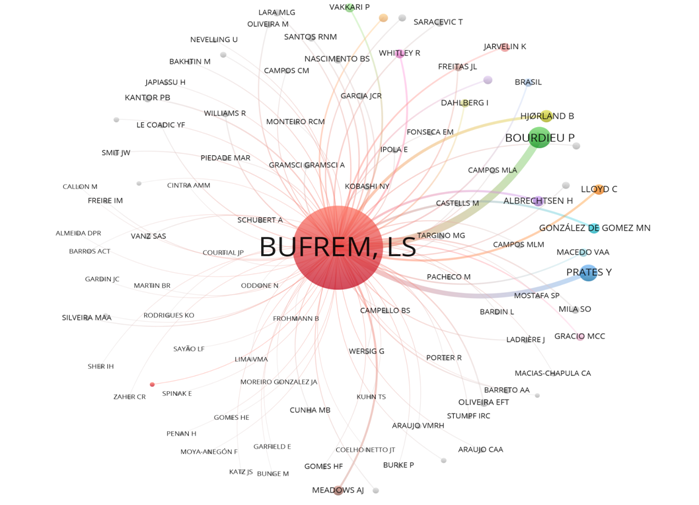 VAKKARI P
LARA MLG
OLIVEIRA M
SARACEVIC T
NEVELLING U
SANTOS RNM
JARVELIN K
WHITLEY R
NASCIMENTO BS
BAKHTIN M
FREITAS JL
CAMPOS CM
JAPIASSU H
BRASIL
KANTOR PB
GARCIA JCR
DAHLBERG I
WILLIAMS R
HJØRLAND B
MONTEIRO RCM
LE COADIC YF
FONSECA EM
BOURDIEU P
SMIT JW
IPOLA E
PIEDADE MAR
GRAMSCI GRAMSCI A
CAMPOS MLA
CALLON M
CINTRA AMM
KOBASHI NY
LLOYD C
FREIRE IM
ALBRECHTSEN H
CASTELLS M
SCHUBERT A
GONZÁLEZ DE GOMEZ MN
ALMEIDA DPR
VANZ SAS
TARGINO MG
BUFREM, LS
CAMPOS MLM
BARROS ACT
COURTIAL JP
MACEDO VAA
PRATES Y
GARDIN JC
MARTIN BR
ODDONE N
PACHECO M
MOSTAFA SP
SILVEIRA MAA
RODRIGUES KO
FROHMANN B
CAMPELLO BS
BARDIN L
MILA SO
GRACIO MCC
LADRIÈRE J
SAYÃO LF
WERSIG G
LIMA VMA
PORTER R
SHER IH
MACIAS-CHAPULA CA
MOREIRO GONZALEZ JA
BARRETO AA
SPINAK E
ZAHER CR
KUHN TS
OLIVEIRA EFT
CUNHA MB
STUMPF IRC
GOMES HE
ARAUJO VMRH
PENAN H
GARFIELD E
MOYA-ANEGÓN F
COELHO NETTO JT
ARAUJO CAA
GOMES HF
BURKE P
KATZ JS
BUNGE M
MEADOWS AJ